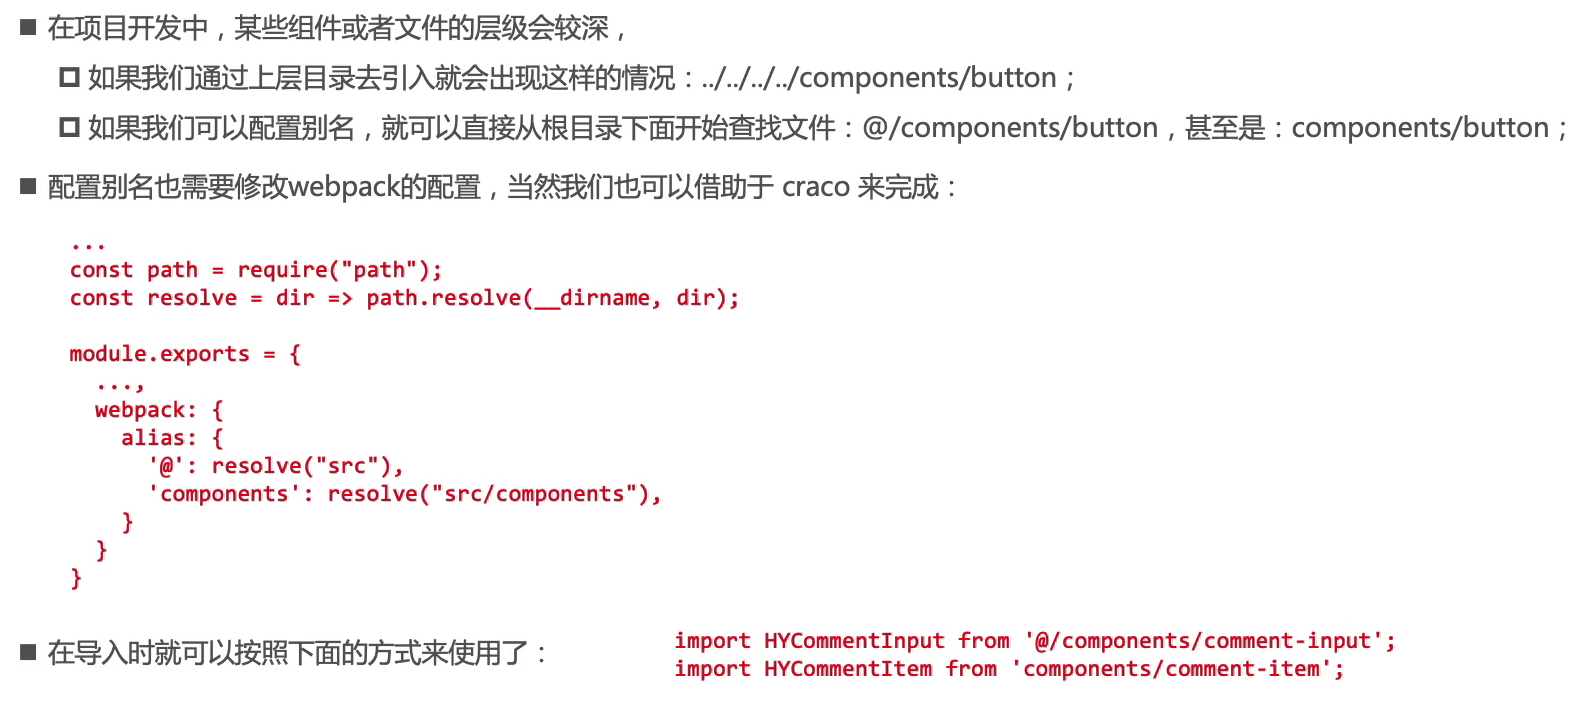 ■ 在项目开发中，某些组件或者文件的层级会较深，
如果我们通过上层目录去引入就会出现这样的情况：../../../../components/button；
如果我们可以配置别名，就可以直接从根目录下面开始查找文件：@/components/button，甚至是：components/button；
■ 配置别名也需要修改webpack的配置，当然我们也可以借助于 craco 来完成：
...
const path = require("path");
const resolve = dir => path.resolve(__dirname, dir);
module.exports = {
  ...,
  webpack: {
    alias: {
      '@': resolve("src"),
      'components': resolve("src/components"),
    }
  }
}
■ 在导入时就可以按照下面的方式来使用了：
import HYCommentInput from '@/components/comment-input';
import HYCommentItem from 'components/comment-item';